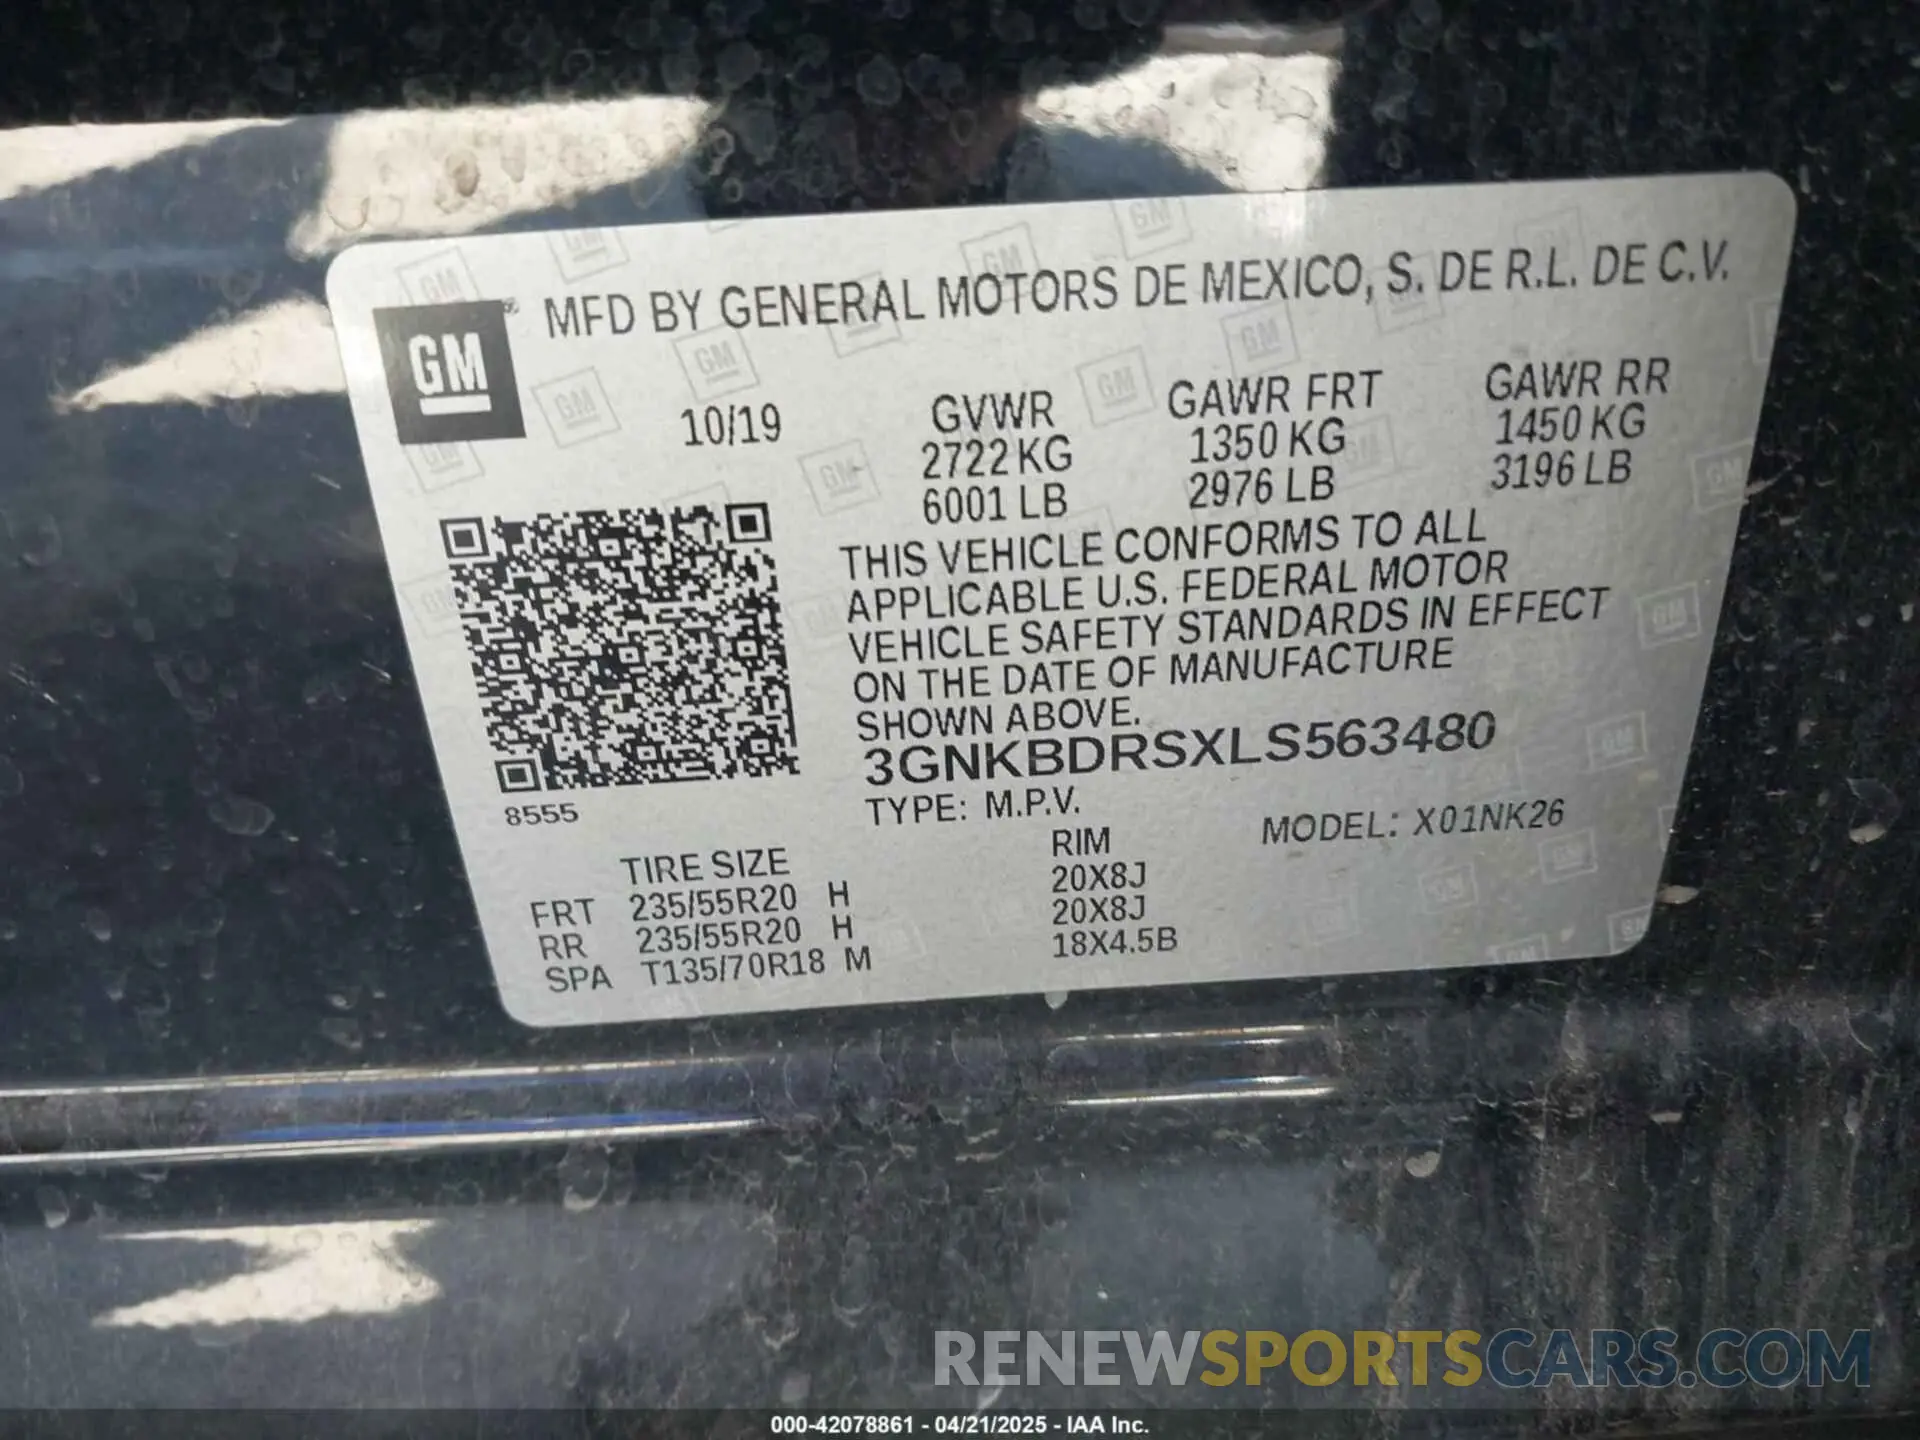 GM® MFD BY GENERAL MOTORS DE MEXICO, S. DE R.L. DE C.V.
10/19 GVWR GAWR FRT GAWR RR
2722 KG 1350 KG 1450 KG
6001 LB 2976 LB 3196 LB
THIS VEHICLE CONFORMS TO ALL
APPLICABLE U.S. FEDERAL MOTOR
VEHICLE SAFETY STANDARDS IN EFFECT
ON THE DATE OF MANUFACTURE
SHOWN ABOVE.
3GNKBDRSXLS563480
8555 TYPE: M.P.V. MODEL: X01NK26
TIRE SIZE RIM
FRT 235/55R20 H 20X8J
RR 235/55R20 H 20X8J
SPA T135/70R18 M 18X4.5B
RENEWSPORTSCARS.COM
000-42078861 - 04/21/2025 - IAA Inc.